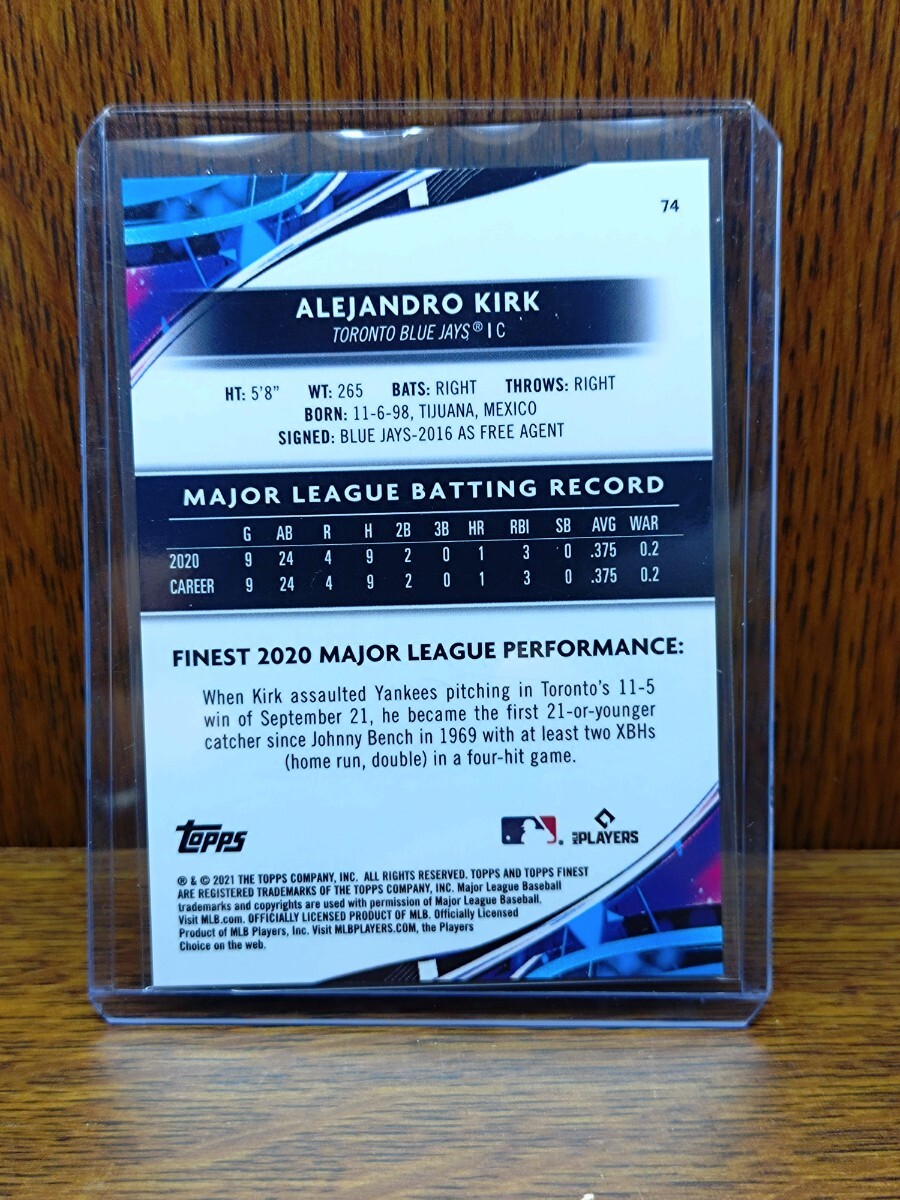 74
ALEJANDRO KIRK
TORONTO BLUE JAYS® | C
HT: 5'8" WT: 265 BATS: RIGHT THROWS: RIGHT
BORN: 11-6-98, TIJUANA, MEXICO
SIGNED: BLUE JAYS-2016 AS FREE AGENT
MAJOR LEAGUE BATTING RECORD
G AB R H 2B 3B HR RBI SB AVG WAR
2020 9 24 4 9 2 0 1 3 0 .375 0.2
CAREER 9 24 4 9 2 0 1 3 0 .375 0.2
FINEST 2020 MAJOR LEAGUE PERFORMANCE:
When Kirk assaulted Yankees pitching in Toronto's 11-5
win of September 21, he became the first 21-or-younger
catcher since Johnny Bench in 1969 with at least two XBHs
(home run, double) in a four-hit game.
topps
MLB PLAYERS
® & © 2021 THE TOPPS COMPANY, INC. ALL RIGHTS RESERVED. TOPPS AND TOPPS FINEST
ARE REGISTERED TRADEMARKS OF THE TOPPS COMPANY, INC. Major League Baseball
trademarks and copyrights are used with permission of Major League Baseball.
Visit MLB.com. OFFICIALLY LICENSED PRODUCT OF MLB. Officially Licensed
Product of MLB Players, Inc. Visit MLBPLAYERS.COM, the Players
Choice on the web.